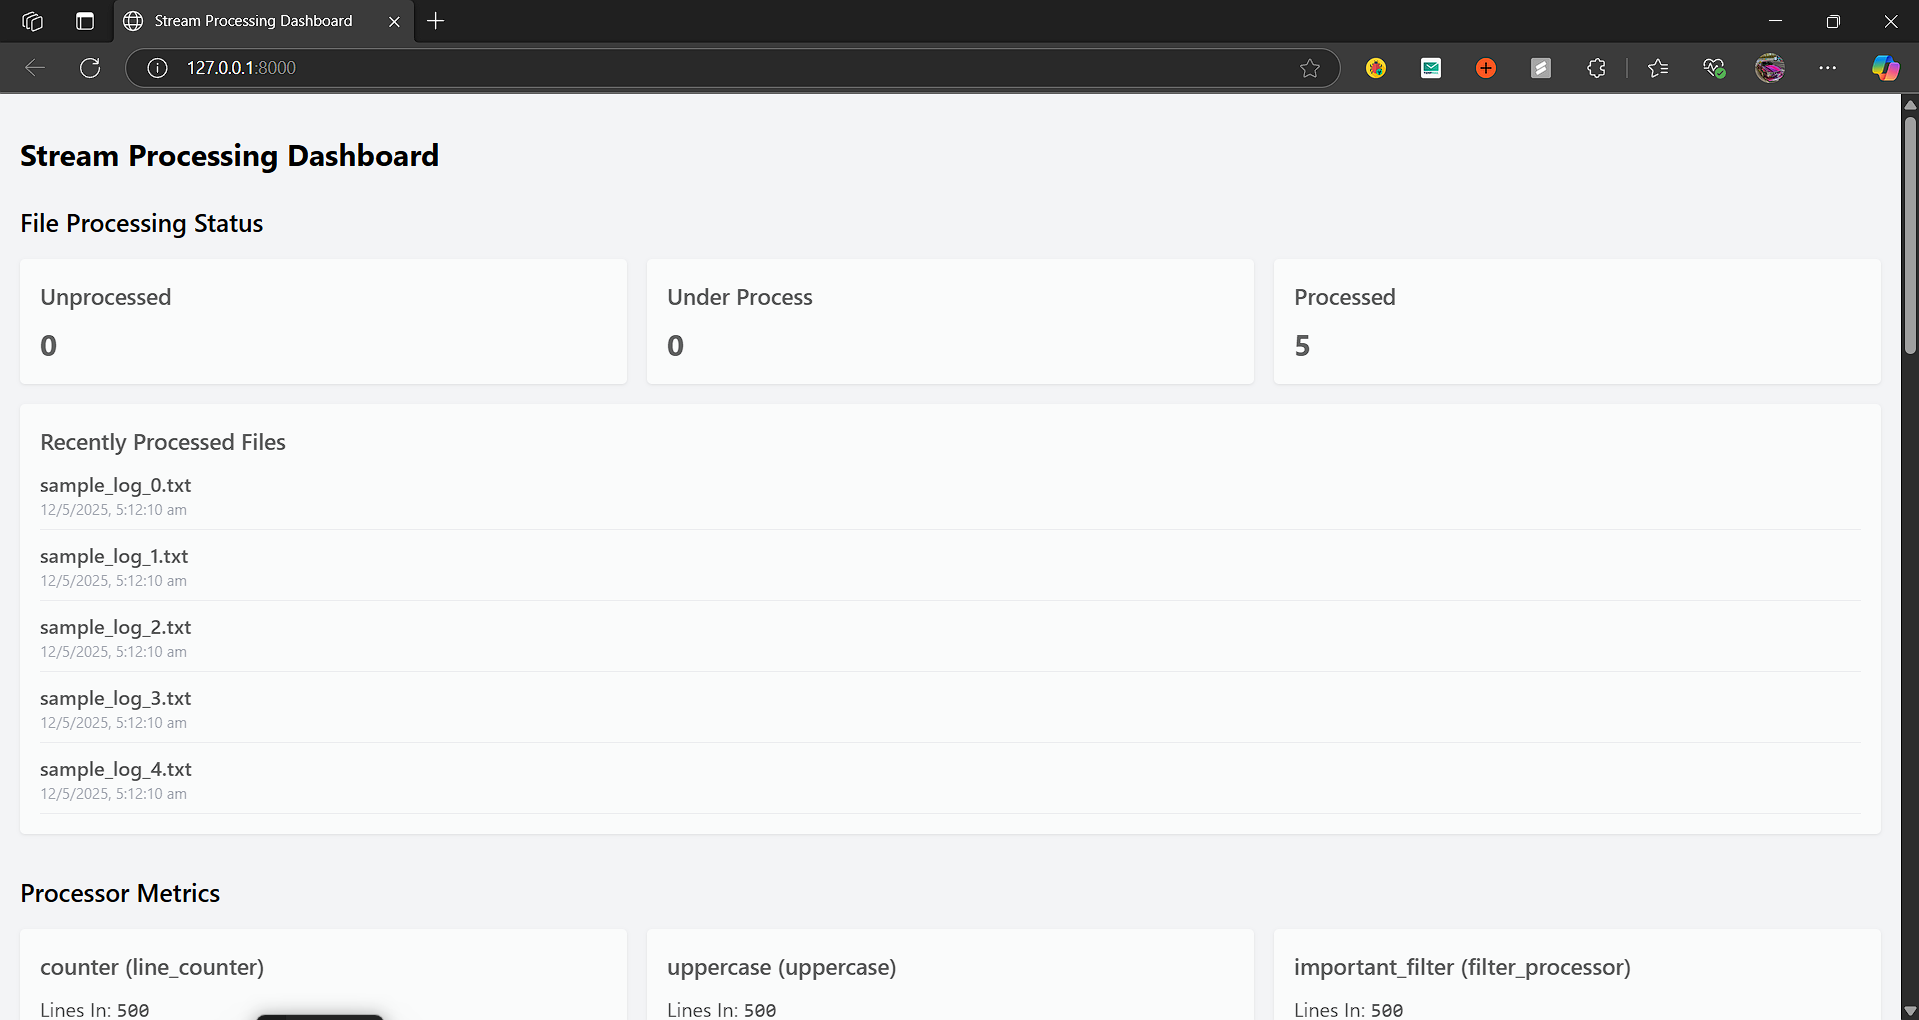 Stream Processing Dashboard
127.0.0.1:8000
Stream Processing Dashboard
File Processing Status
Unprocessed
0
Under Process
0
Processed
5
Recently Processed Files
sample_log_0.txt
12/5/2025, 5:12:10 am
sample_log_1.txt
12/5/2025, 5:12:10 am
sample_log_2.txt
12/5/2025, 5:12:10 am
sample_log_3.txt
12/5/2025, 5:12:10 am
sample_log_4.txt
12/5/2025, 5:12:10 am
Processor Metrics
counter (line_counter)
Lines In: 500
uppercase (uppercase)
Lines In: 500
important_filter (filter_processor)
Lines In: 500